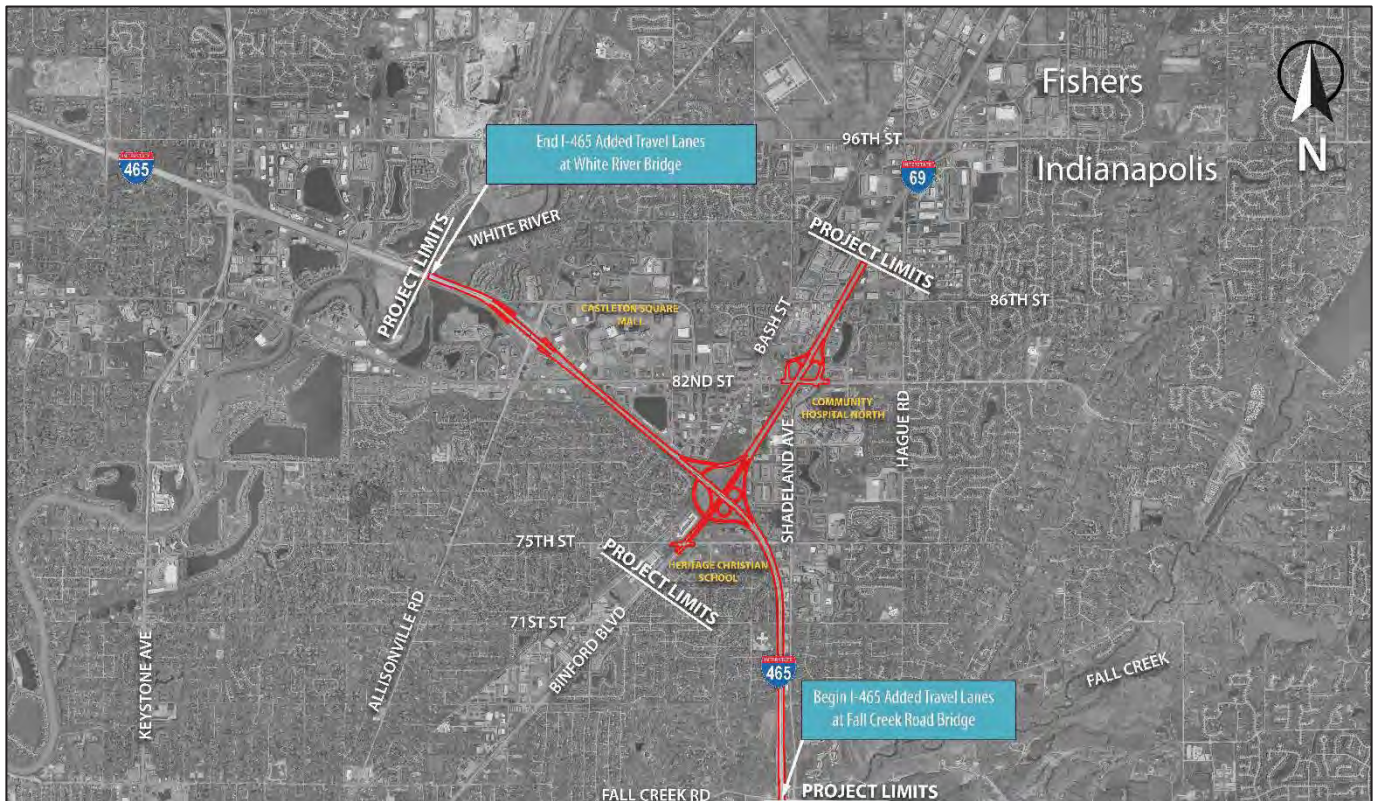 Fishers
96TH ST
Indianapolis
N
End I-465 Added Travel Lanes
at White River Bridge
INTERSTATE
465
INTERSTATE
69
WHITE RIVER
PROJECT LIMITS
PROJECT LIMITS
86TH ST
CASTLETON SQUARE
MALL
BASH ST
82ND ST
COMMUNITY
HOSPITAL NORTH
HAGUE RD
SHADELAND AVE
75TH ST
HERITAGE CHRISTIAN
SCHOOL
PROJECT LIMITS
71ST ST
BINFORD BLVD
ALLISONVILLE RD
KEYSTONE AVE
INTERSTATE
465
FALL CREEK
Begin I-465 Added Travel Lanes
at Fall Creek Road Bridge
FALL CREEK RD
PROJECT LIMITS